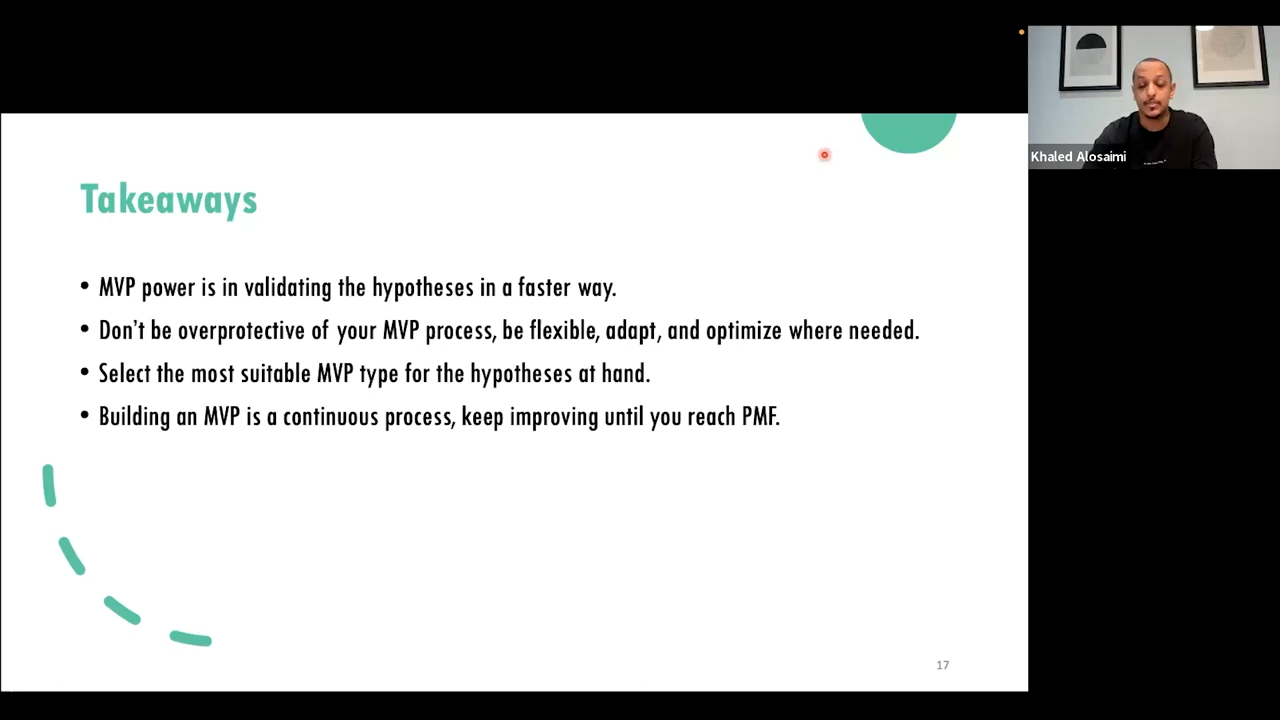 Khaled Alosaimi
Takeaways
• MVP power is in validating the hypotheses in a faster way.
• Don’t be overprotective of your MVP process, be flexible, adapt, and optimize where needed.
• Select the most suitable MVP type for the hypotheses at hand.
• Building an MVP is a continuous process, keep improving until you reach PMF.
17